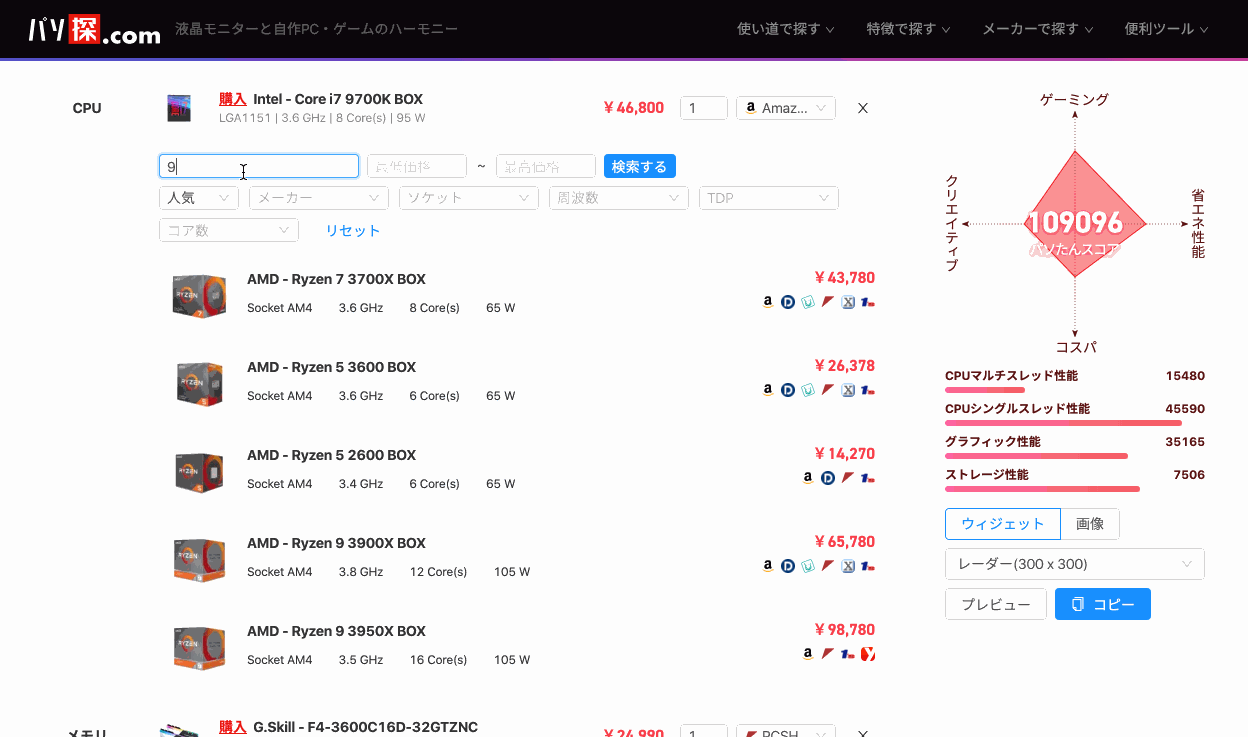 パソ探.com 液晶モニターと自作PC・ゲームのハーモニー 使い道で探す 特徴で探す メーカーで探す 便利ツール
CPU 購入 Intel - Core i7 9700K BOX ¥ 46,800 1 Amaz... X
LGA1151 | 3.6 GHz | 8 Core(s) | 95 W
9 最低価格 ~ 最高価格 検索する
人気 メーカー ソケット 周波数 TDP
コア数 リセット
AMD - Ryzen 7 3700X BOX ¥ 43,780
Socket AM4 3.6 GHz 8 Core(s) 65 W
AMD - Ryzen 5 3600 BOX ¥ 26,378
Socket AM4 3.6 GHz 6 Core(s) 65 W
AMD - Ryzen 5 2600 BOX ¥ 14,270
Socket AM4 3.4 GHz 6 Core(s) 65 W
AMD - Ryzen 9 3900X BOX ¥ 65,780
Socket AM4 3.8 GHz 12 Core(s) 105 W
AMD - Ryzen 9 3950X BOX ¥ 98,780
Socket AM4 3.5 GHz 16 Core(s) 105 W
メモリ 購入 G.Skill - F4-3600C16D-32GTZNC ¥ 24,990 1 PCSH... X
ゲーミング
クリエイティブ
省エネ性能
109096
パソたんスコア
コスパ
CPUマルチスレッド性能 15480
CPUシングルスレッド性能 45590
グラフィック性能 35165
ストレージ性能 7506
ウィジェット 画像
レーダー(300 x 300)
プレビュー コピー